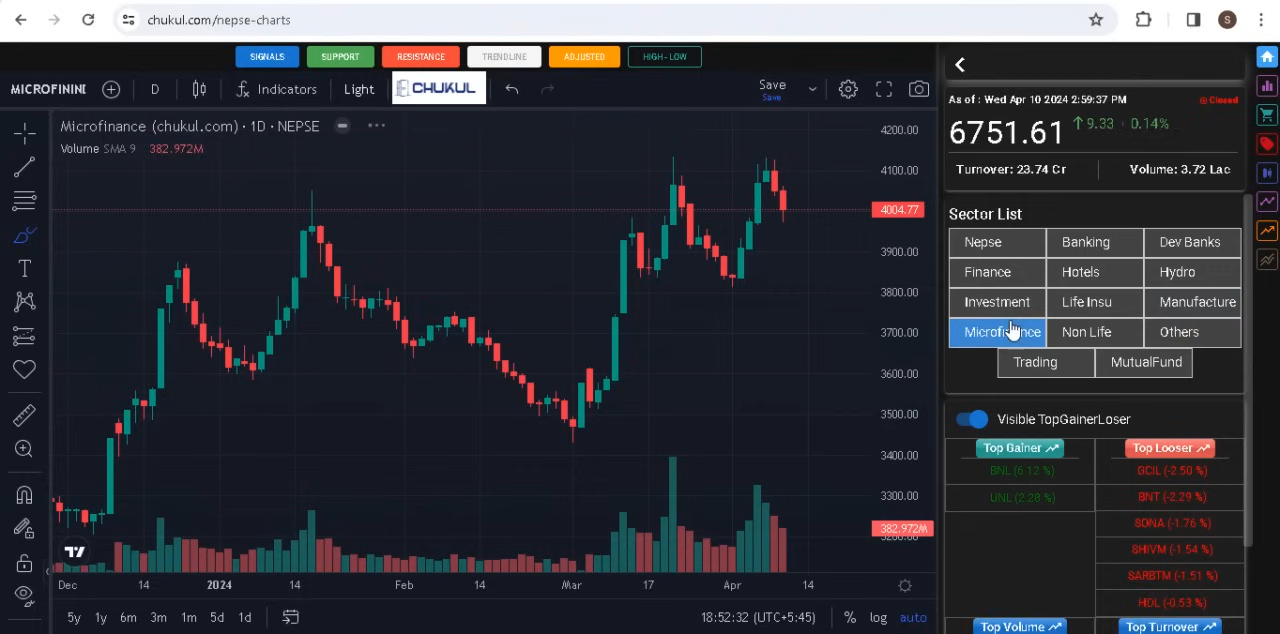 chukul.com/nepse-charts
S
SIGNALS SUPPORT RESISTANCE TRENDLINE ADJUSTED HIGH-LOW
MICROFININI D Indicators Light CHUKUL Save
Save
Microfinance (chukul.com) · 1D · NEPSE
Volume SMA 9 382.972M
4200.00
4100.00
4004.77
3900.00
3800.00
3700.00
3600.00
3500.00
3400.00
3300.00
382.972M
Dec 14 2024 14 Feb 14 Mar 17 Apr 14
5y 1y 6m 3m 1m 5d 1d 18:52:32 (UTC+5:45) % log auto
As of : Wed Apr 10 2024 2:59:37 PM Closed
6751.61 9.33 0.14%
Turnover: 23.74 Cr Volume: 3.72 Lac
Sector List
Nepse Banking Dev Banks
Finance Hotels Hydro
Investment Life Insu Manufacture
Microfinance Non Life Others
Trading MutualFund
Visible TopGainerLoser
Top Gainer Top Looser
BNL (6.12 %) GCIL (-2.50 %)
UNL (2.28 %) BNT (-2.29 %)
SONA (-1.76 %)
SHIVM (-1.54 %)
SARBTM (-1.51 %)
HDL (-0.53 %)
Top Volume Top Turnover